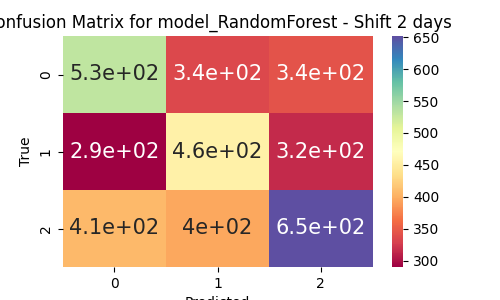 onfusion Matrix for model_RandomForest - Shift 2 days
0 5.3e+02 3.4e+02 3.4e+02
1 2.9e+02 4.6e+02 3.2e+02
2 4.1e+02 4e+02 6.5e+02
0 1 2
True
Predicted
650
600
550
500
450
400
350
300